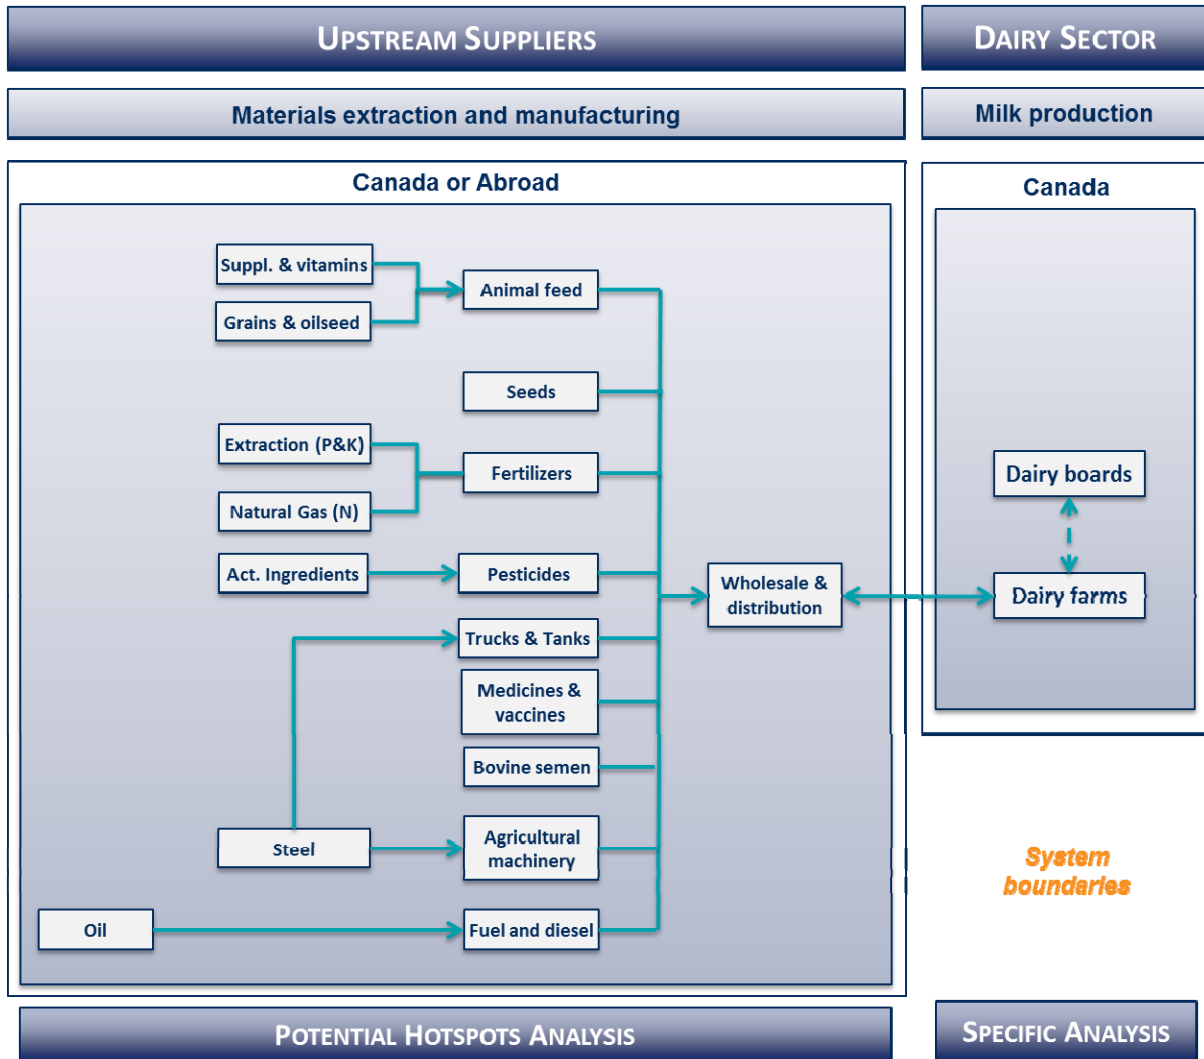 UPSTREAM SUPPLIERS
DAIRY SECTOR
Materials extraction and manufacturing
Milk production
Canada or Abroad
Canada
Suppl. & vitamins
Animal feed
Grains & oilseed
Seeds
Extraction (P&K)
Fertilizers
Natural Gas (N)
Dairy boards
Act. Ingredients
Pesticides
Wholesale &
distribution
Dairy farms
Trucks & Tanks
Medicines &
vaccines
Bovine semen
Steel
Agricultural
machinery
System
boundaries
Oil
Fuel and diesel
POTENTIAL HOTSPOTS ANALYSIS
SPECIFIC ANALYSIS